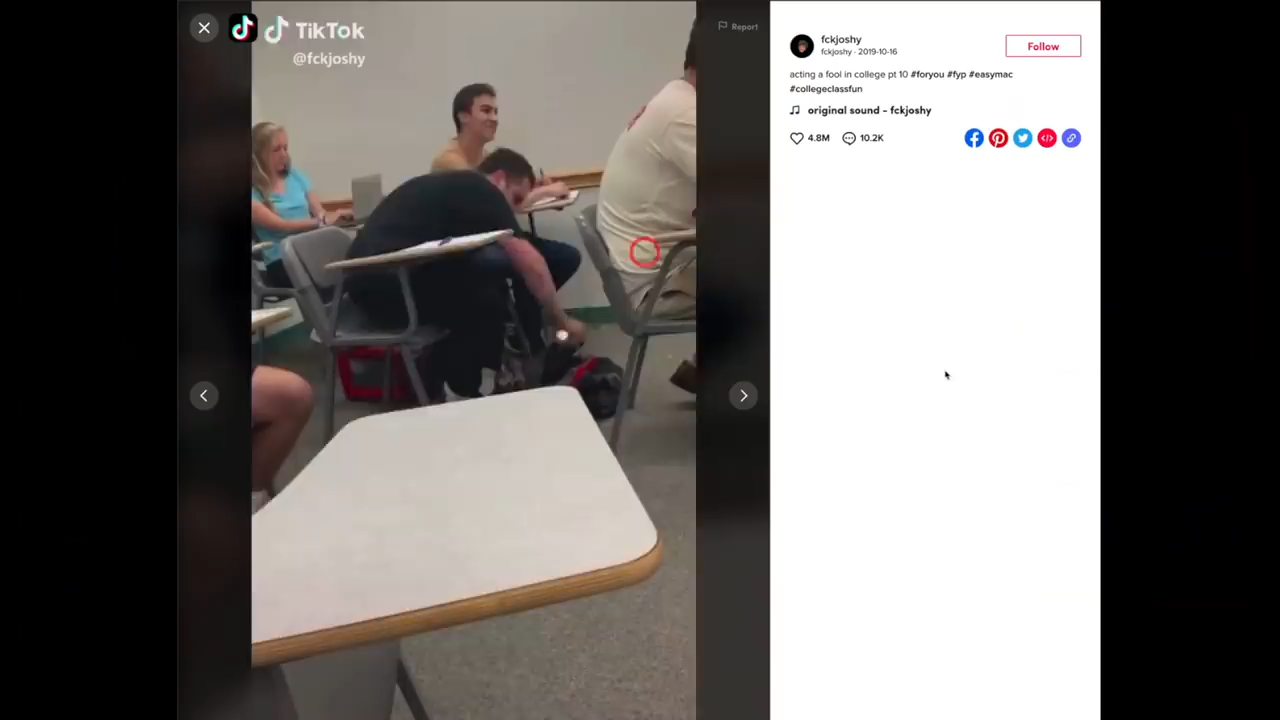 TikTok
@fckjoshy
Report
fckjoshy
fckjoshy · 2019-10-16
Follow
acting a fool in college pt 10 #foryou #fyp #easymac
#collegeclassfun
original sound - fckjoshy
4.8M
10.2K